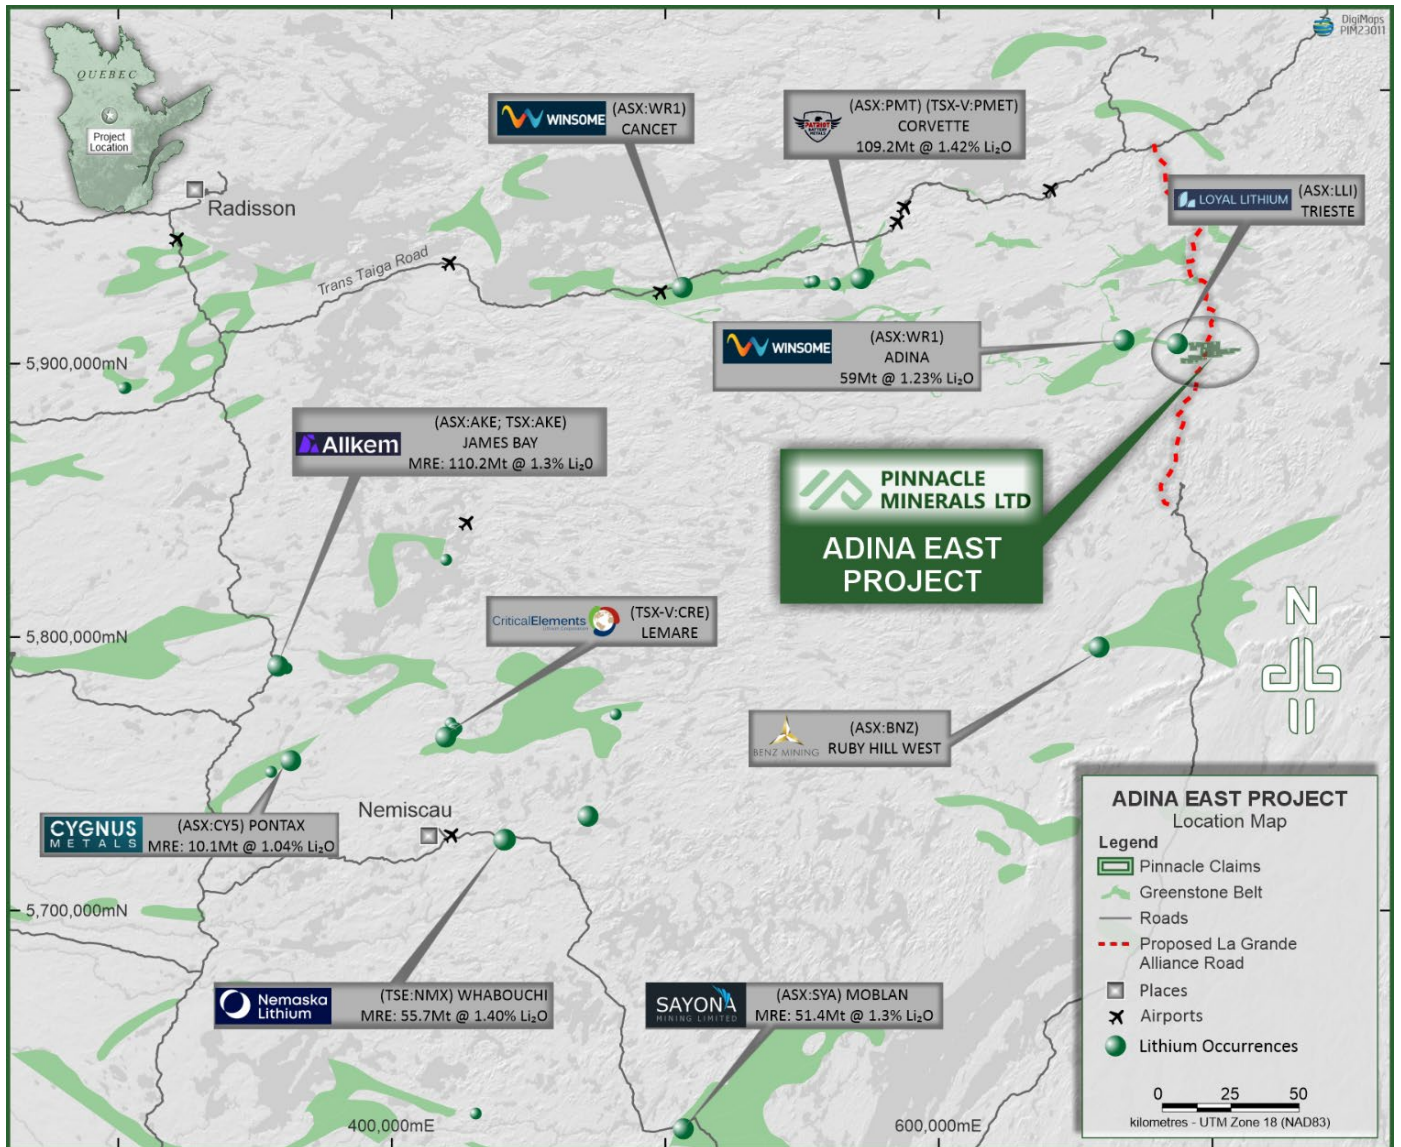 DigiMaps
PIM23011
QUEBEC
Project
Location
Radisson
Trans Taiga Road
WINSOME
(ASX:WR1)
CANCET
PATRIOT
BATTERY METALS
(ASX:PMT) (TSX-V:PMET)
CORVETTE
109.2Mt @ 1.42% Li₂O
LOYAL LITHIUM
(ASX:LLI)
TRIESTE
WINSOME
(ASX:WR1)
ADINA
59Mt @ 1.23% Li₂O
5,900,000mN
Allkem
(ASX:AKE; TSX:AKE)
JAMES BAY
MRE: 110.2Mt @ 1.3% Li₂0
PINNACLE
MINERALS LTD
ADINA EAST
PROJECT
CriticalElements
Lithium Corporation
(TSX-V:CRE)
LEMARE
5,800,000mN
N
BENZ MINING
(ASX:BNZ)
RUBY HILL WEST
CYGNUS
METALS
(ASX:CY5) PONTAX
MRE: 10.1Mt @ 1.04% Li₂O
Nemiscau
5,700,000mN
Nemaska
Lithium
(TSE:NMX) WHABOUCHI
MRE: 55.7Mt @ 1.40% Li₂O
SAYONA
MINING LIMITED
(ASX:SYA) MOBLAN
MRE: 51.4Mt @ 1.3% Li₂O
400,000mE
600,000mE
ADINA EAST PROJECT
Location Map
Legend
Pinnacle Claims
Greenstone Belt
Roads
Proposed La Grande
Alliance Road
Places
Airports
Lithium Occurrences
0 25 50
kilometres - UTM Zone 18 (NAD83)